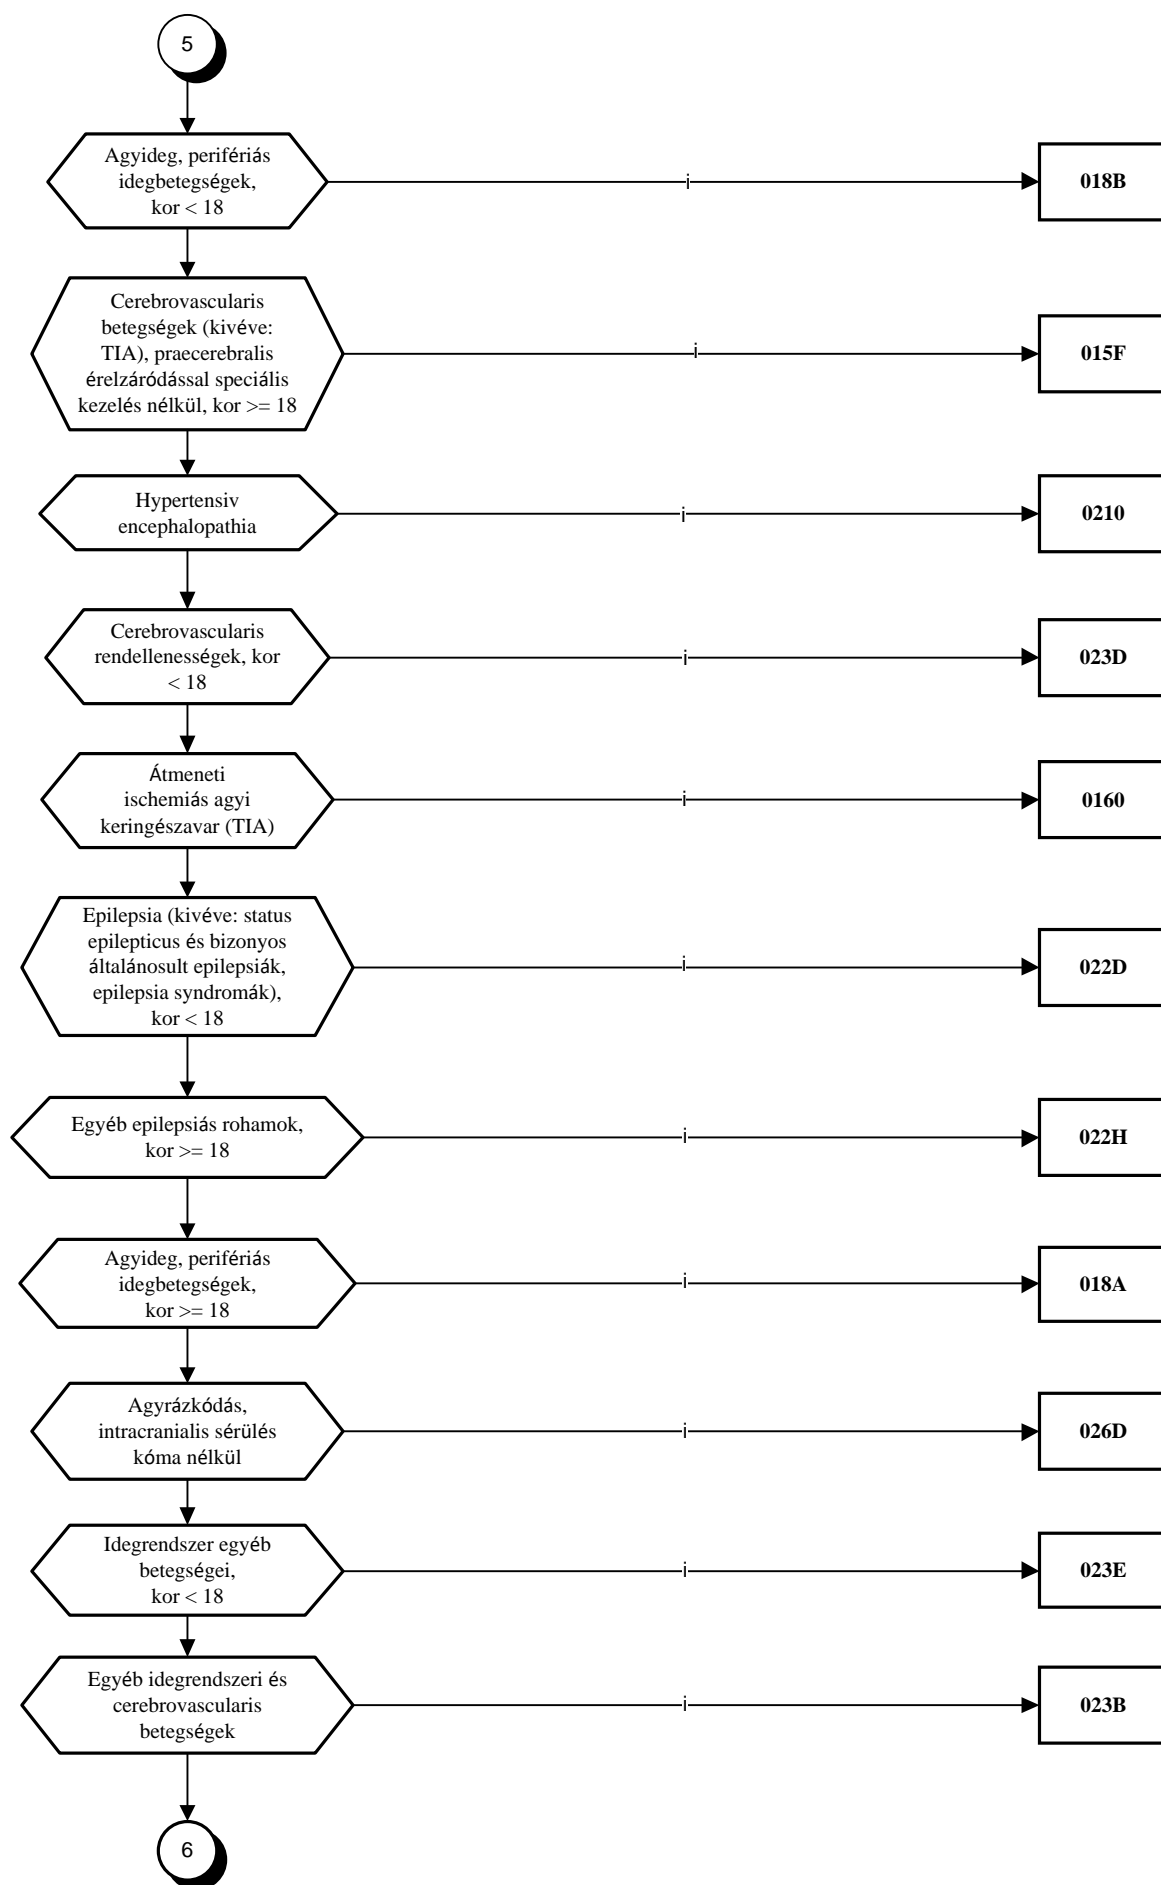 5
Agyideg, perifériás
idegbetegségek,
kor < 18
i
018B
Cerebrovascularis
betegségek (kivéve:
TIA), praecerebralis
érelzáródással speciális
kezelés nélkül, kor >= 18
i
015F
Hypertensiv
encephalopathia
i
0210
Cerebrovascularis
rendellenességek, kor
< 18
i
023D
Átmeneti
ischemiás agyi
keringészavar (TIA)
i
0160
Epilepsia (kivéve: status
epilepticus és bizonyos
általánosult epilepsiák,
epilepsia syndromák),
kor < 18
i
022D
Egyéb epilepsiás rohamok,
kor >= 18
i
022H
Agyideg, perifériás
idegbetegségek,
kor >= 18
i
018A
Agyrázkódás,
intracranialis sérülés
kóma nélkül
i
026D
Idegrendszer egyéb
betegségei,
kor < 18
i
023E
Egyéb idegrendszeri és
cerebrovascularis
betegségek
i
023B
6